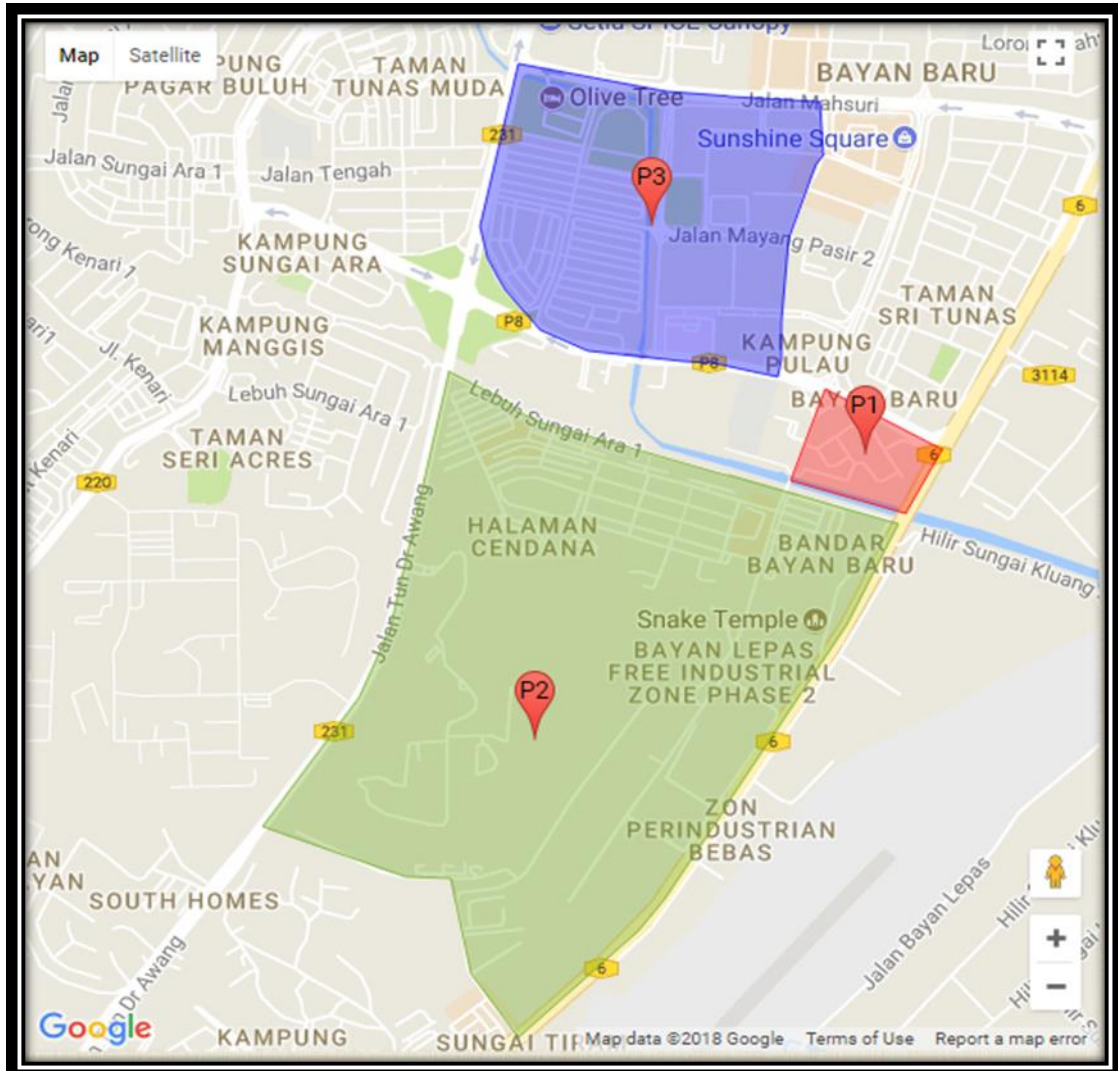 Map
Satellite
PUNG
PAGAR BULUH
TAMAN
TUNAS MUDA
Olive Tree
BAYAN BARU
Jalan Mahsuri
Sunshine Square
231
Jalan Sungai Ara 1
Jalan Tengah
P3
6
KAMPUNG
SUNGAI ARA
Jalan Mayang Pasir 2
TAMAN
SRI TUNAS
P8
KAMPUNG
MANGGIS
Jl. Kenari
KAMPUNG
PULAU
P8
3114
Lebuh Sungai Ara 1
Lebuh Sungai Ara 1
P1
BARU
6
TAMAN
SERI ACRES
220
Jalan Tun Dr Awang
HALAMAN
CENDANA
BANDAR
BAYAN BARU
Hilir Sungai Kluang
Snake Temple
BAYAN LEPAS
FREE INDUSTRIAL
ZONE PHASE 2
P2
231
6
ZON
PERINDUSTRIAN
BEBAS
AN
YAN
SOUTH HOMES
Jalan Bayan Lepas
+
6
−
Dr Awang
Google
KAMPUNG
SUNGAI
Map data ©2018 Google
Terms of Use
Report a map error